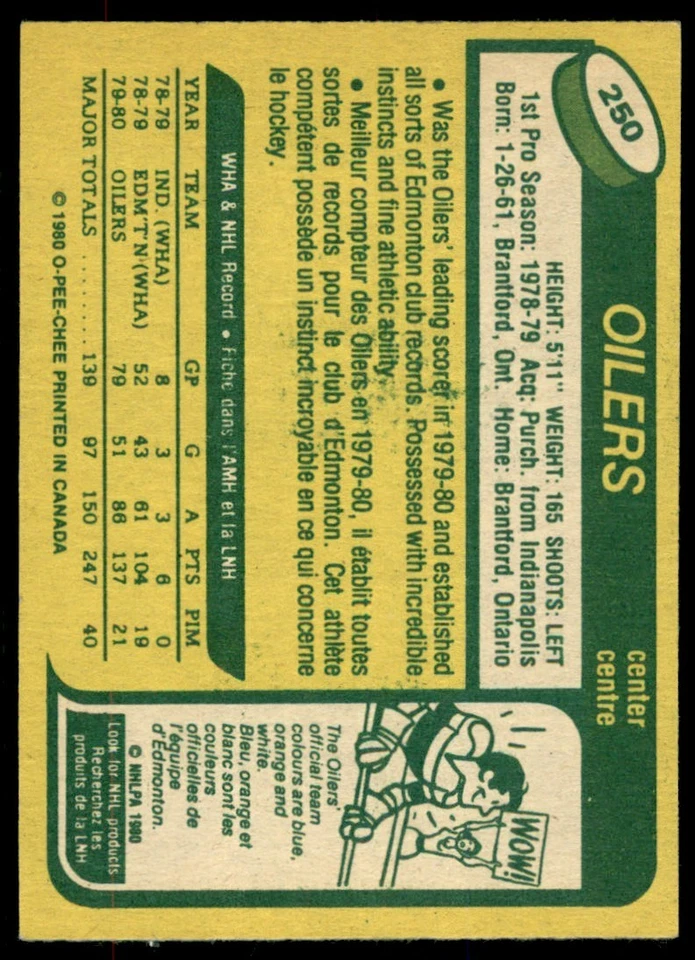 250
OILERS
center
centre
HEIGHT: 5'11" WEIGHT: 165 SHOOTS: LEFT
1st Pro Season: 1978-79 Acq: Purch. from Indianapolis
Born: 1-26-61, Brantford, Ont. Home: Brantford, Ontario
• Was the Oilers' leading scorer in 1979-80 and established
all sorts of Edmonton club records. Possessed with incredible
instincts and fine athletic ability.
• Meilleur compteur des Oilers en 1979-80, il établit toutes
sortes de records pour le club d'Edmonton. Cet athlète
compétent possède un instinct incroyable en ce qui concerne
le hockey.
WHA & NHL Record • Fiche dans l'AMH et la LNH
YEAR TEAM GP G A PTS PIM
78-79 IND. (WHA) 8 3 3 6 0
78-79 EDM'T'N (WHA) 52 43 61 104 19
79-80 OILERS 79 51 86 137 21
MAJOR TOTALS ........ 139 97 150 247 40
© 1980 O-PEE-CHEE PRINTED IN CANADA
WOW!
The Oilers'
official team
colours are blue,
orange and
white.
Bleu, orange et
blanc sont les
couleurs
officielles de
l'équipe
d'Edmonton.
© NHLPA 1980
Look for NHL products
Recherchez les
produits de la LNH